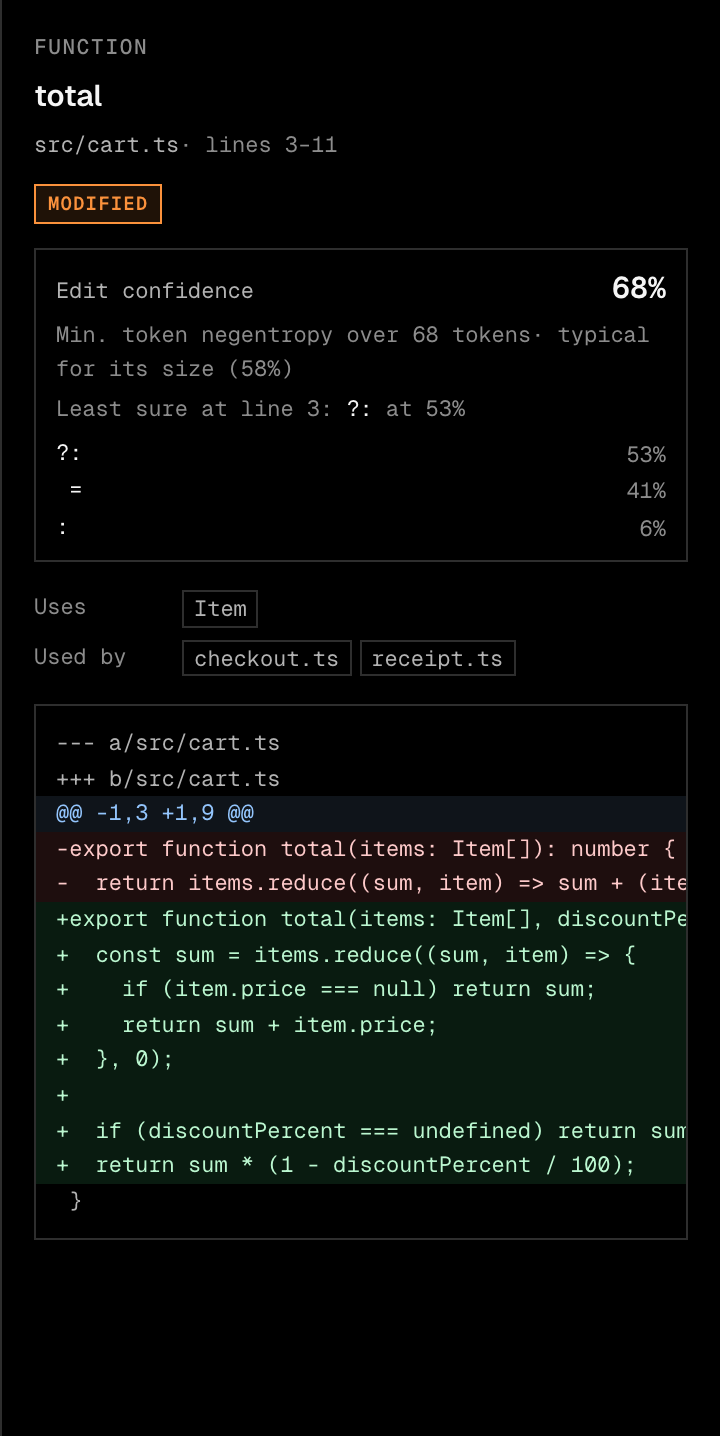 FUNCTION
total
src/cart.ts· lines 3–11
MODIFIED
Edit confidence 68%
Min. token negentropy over 68 tokens· typical
for its size (58%)
Least sure at line 3: ?: at 53%
?: 53%
= 41%
: 6%
Uses Item
Used by checkout.ts receipt.ts
--- a/src/cart.ts
+++ b/src/cart.ts
@@ -1,3 +1,9 @@
-export function total(items: Item[]): number {
-  return items.reduce((sum, item) => sum + (ite
+export function total(items: Item[], discountPe
+  const sum = items.reduce((sum, item) => {
+    if (item.price === null) return sum;
+    return sum + item.price;
+  }, 0);
+
+  if (discountPercent === undefined) return sum
+  return sum * (1 - discountPercent / 100);
 }